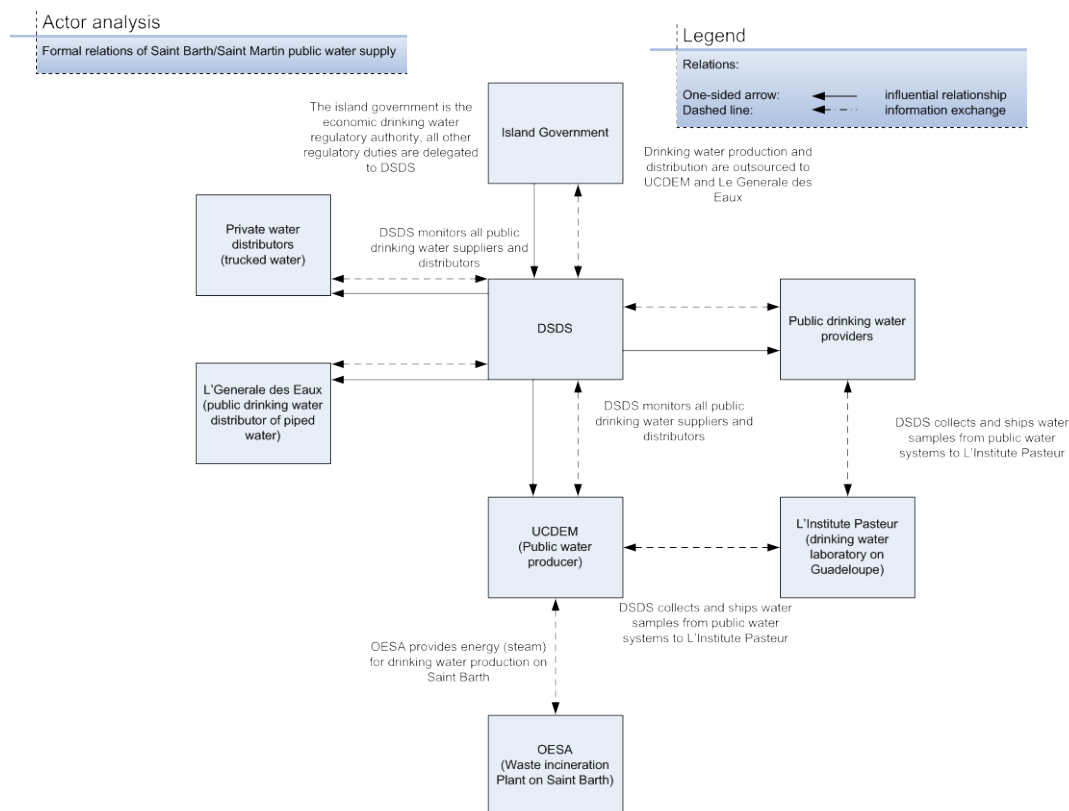 Actor analysis
Formal relations of Saint Barth/Saint Martin public water supply
Legend
Relations:
One-sided arrow: influential relationship
Dashed line: information exchange
The island government is the
economic drinking water
regulatory authority, all other
regulatory duties are delegated
to DSDS
Island Government
Drinking water production and
distribution are outsourced to
UCDEM and Le Generale des
Eaux
Private water
distributors
(trucked water)
DSDS monitors all public
drinking water suppliers and
distributors
DSDS
Public drinking water
providers
L'Generale des Eaux
(public drinking water
distributor of piped
water)
DSDS monitors all public
drinking water suppliers and
distributors
DSDS collects and ships water
samples from public water
systems to L'Institute Pasteur
UCDEM
(Public water
producer)
L'Institute Pasteur
(drinking water
laboratory on
Guadeloupe)
DSDS collects and ships water
samples from public water
systems to L'Institute Pasteur
OESA provides energy (steam)
for drinking water production on
Saint Barth
OESA
(Waste incineration
Plant on Saint Barth)